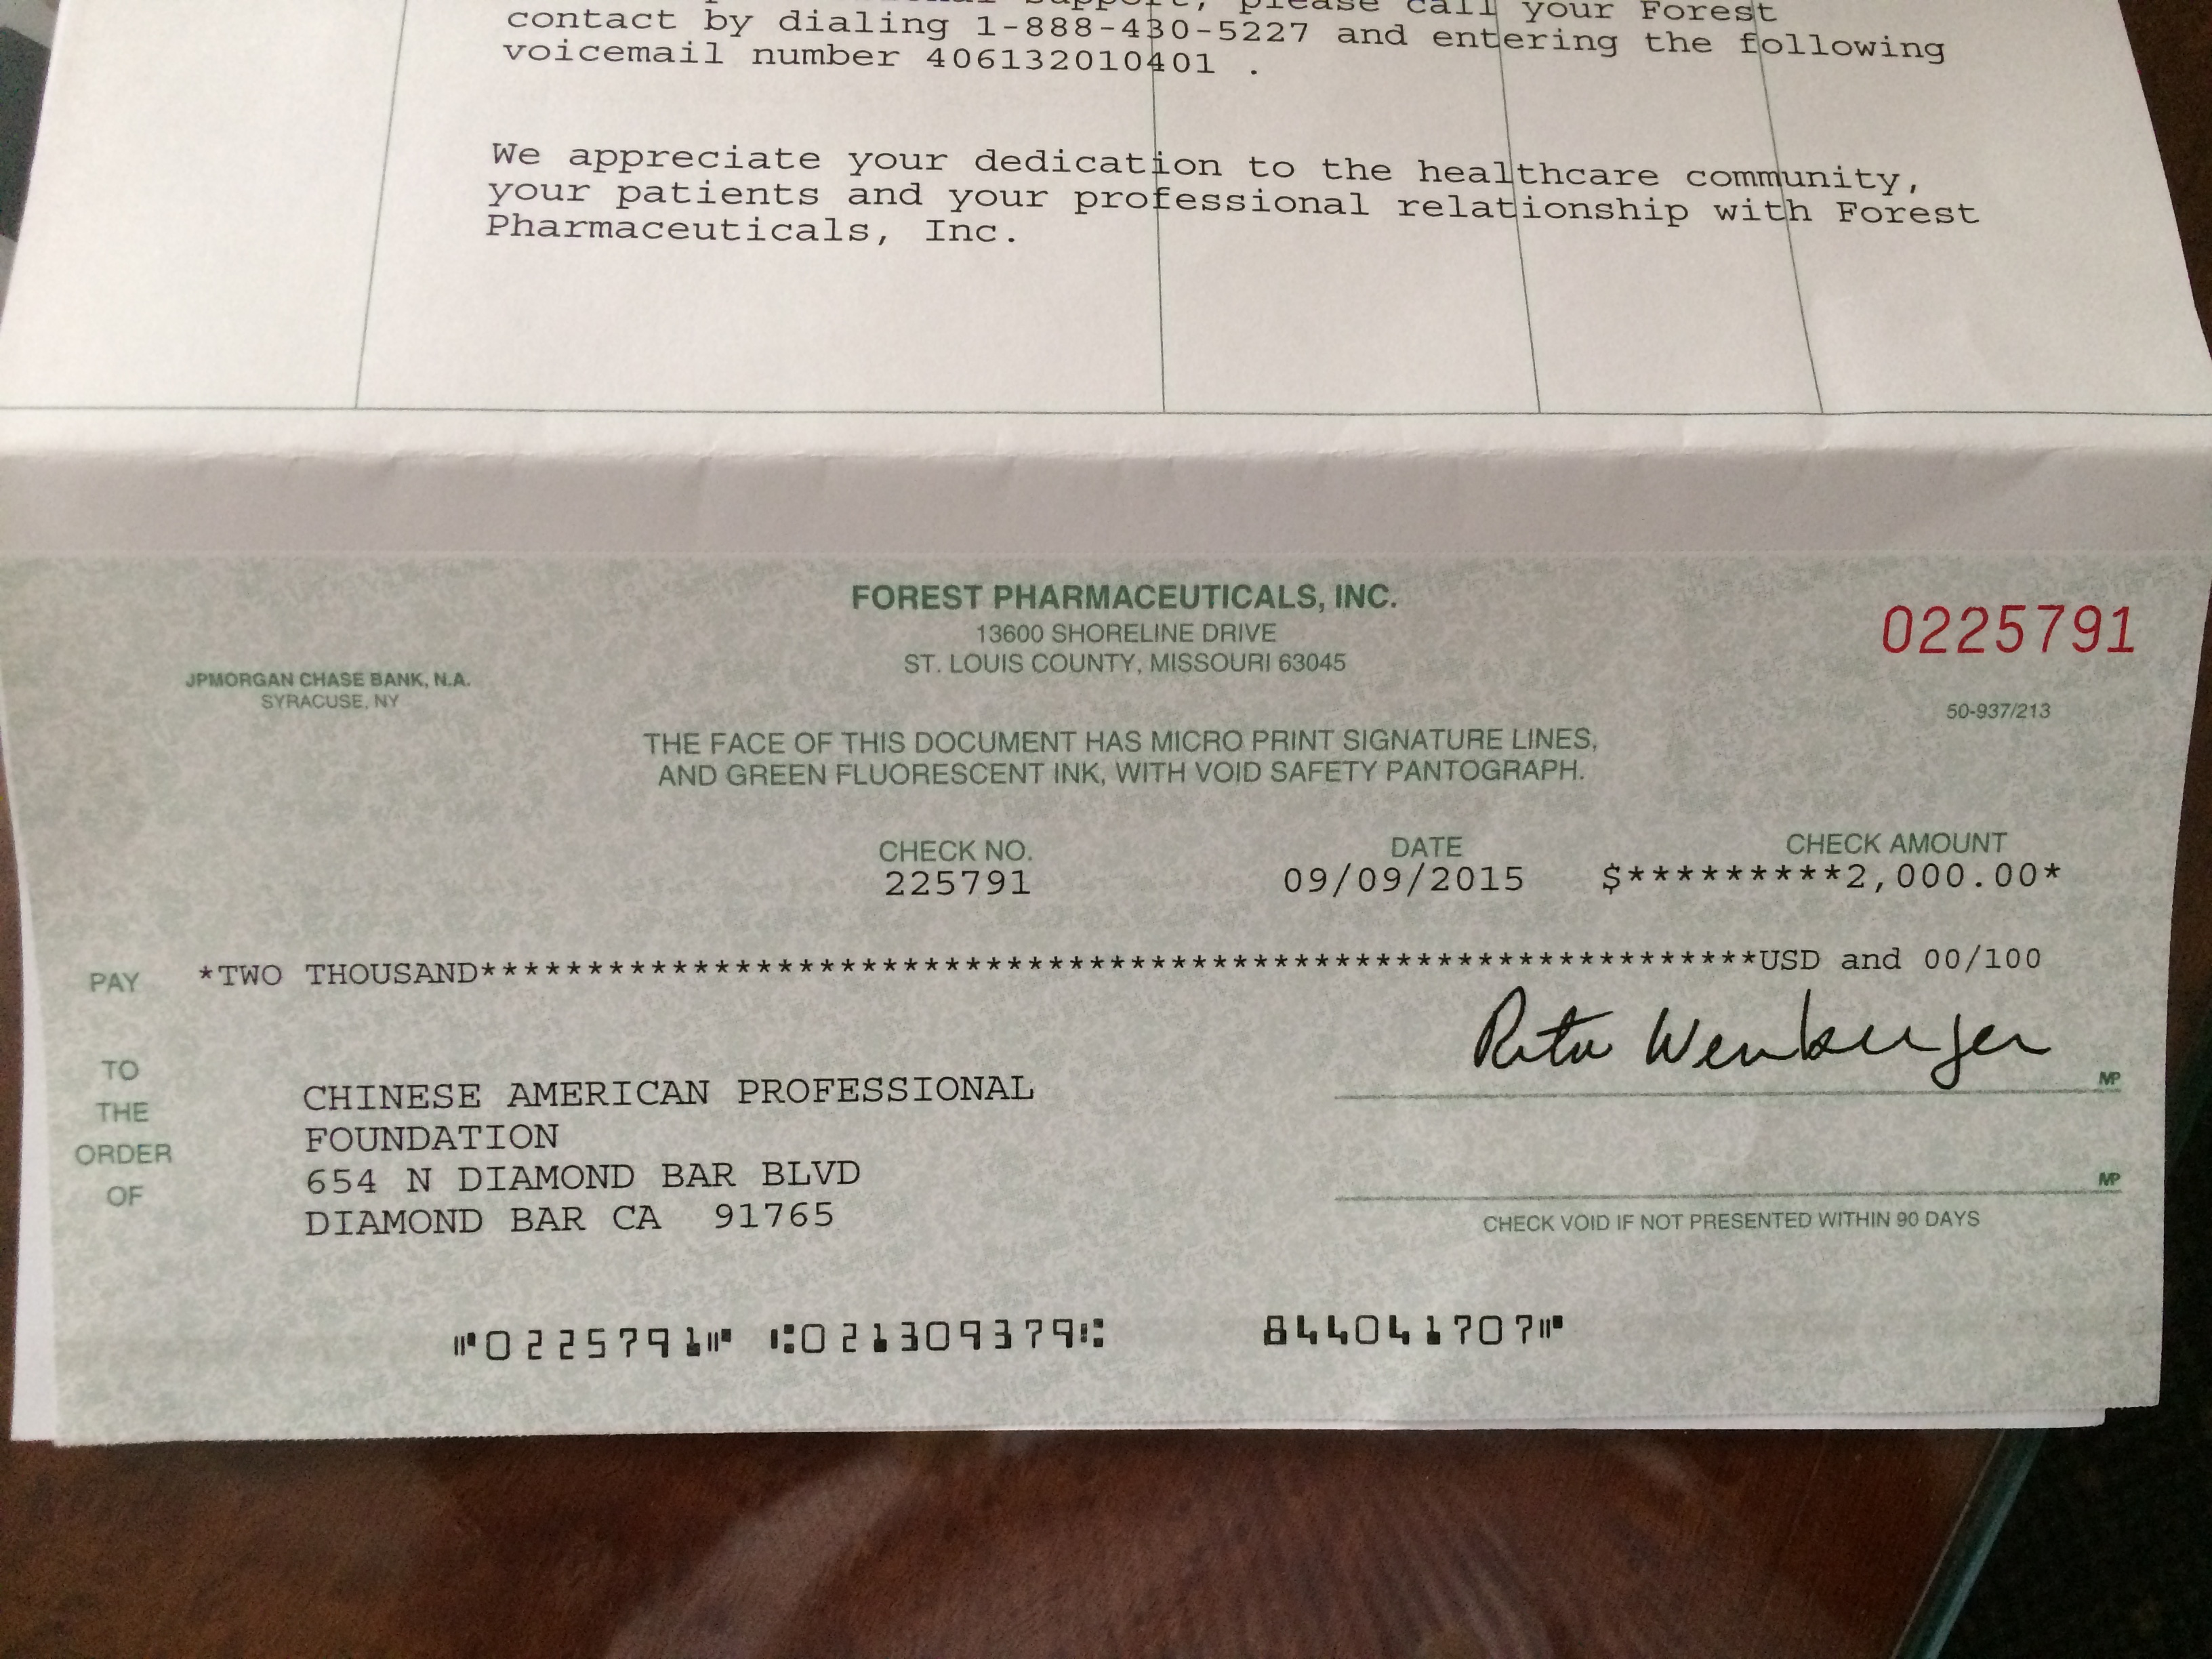 please call your Forest
contact by dialing 1-888-430-5227 and entering the following
voicemail number 406132010401 .
We appreciate your dedication to the healthcare community,
your patients and your professional relationship with Forest
Pharmaceuticals, Inc.
FOREST PHARMACEUTICALS, INC.
13600 SHORELINE DRIVE
ST. LOUIS COUNTY, MISSOURI 63045
0225791
JPMORGAN CHASE BANK, N.A.
SYRACUSE, NY
50-937/213
THE FACE OF THIS DOCUMENT HAS MICRO PRINT SIGNATURE LINES,
AND GREEN FLUORESCENT INK, WITH VOID SAFETY PANTOGRAPH.
CHECK NO. DATE CHECK AMOUNT
225791 09/09/2015 $*********2,000.00*
PAY *TWO THOUSAND************************************************USD and 00/100
Rita Weinburger
MP
TO
THE
ORDER
OF
CHINESE AMERICAN PROFESSIONAL
FOUNDATION
654 N DIAMOND BAR BLVD
DIAMOND BAR CA 91765
MP
CHECK VOID IF NOT PRESENTED WITHIN 90 DAYS
⑈0225791⑈ ⑆021309379⑆ 844041707⑈